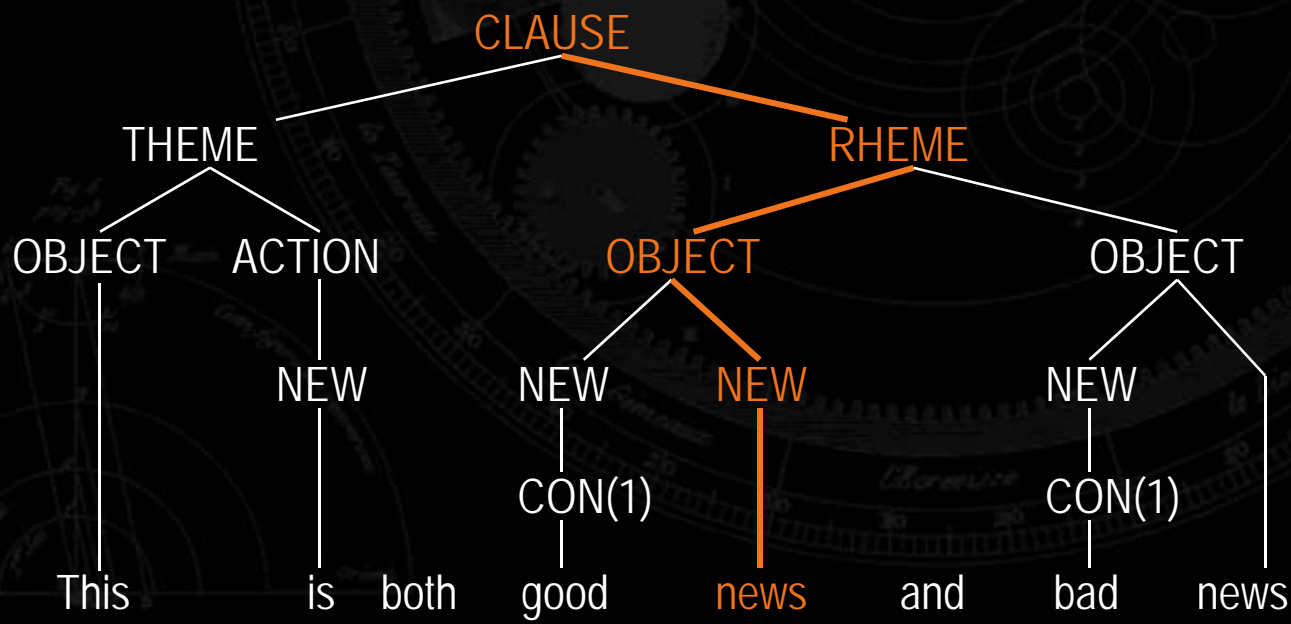 CLAUSE
THEME RHEME
OBJECT ACTION OBJECT OBJECT
NEW NEW NEW NEW
CON(1) CON(1)
This is both good news and bad news